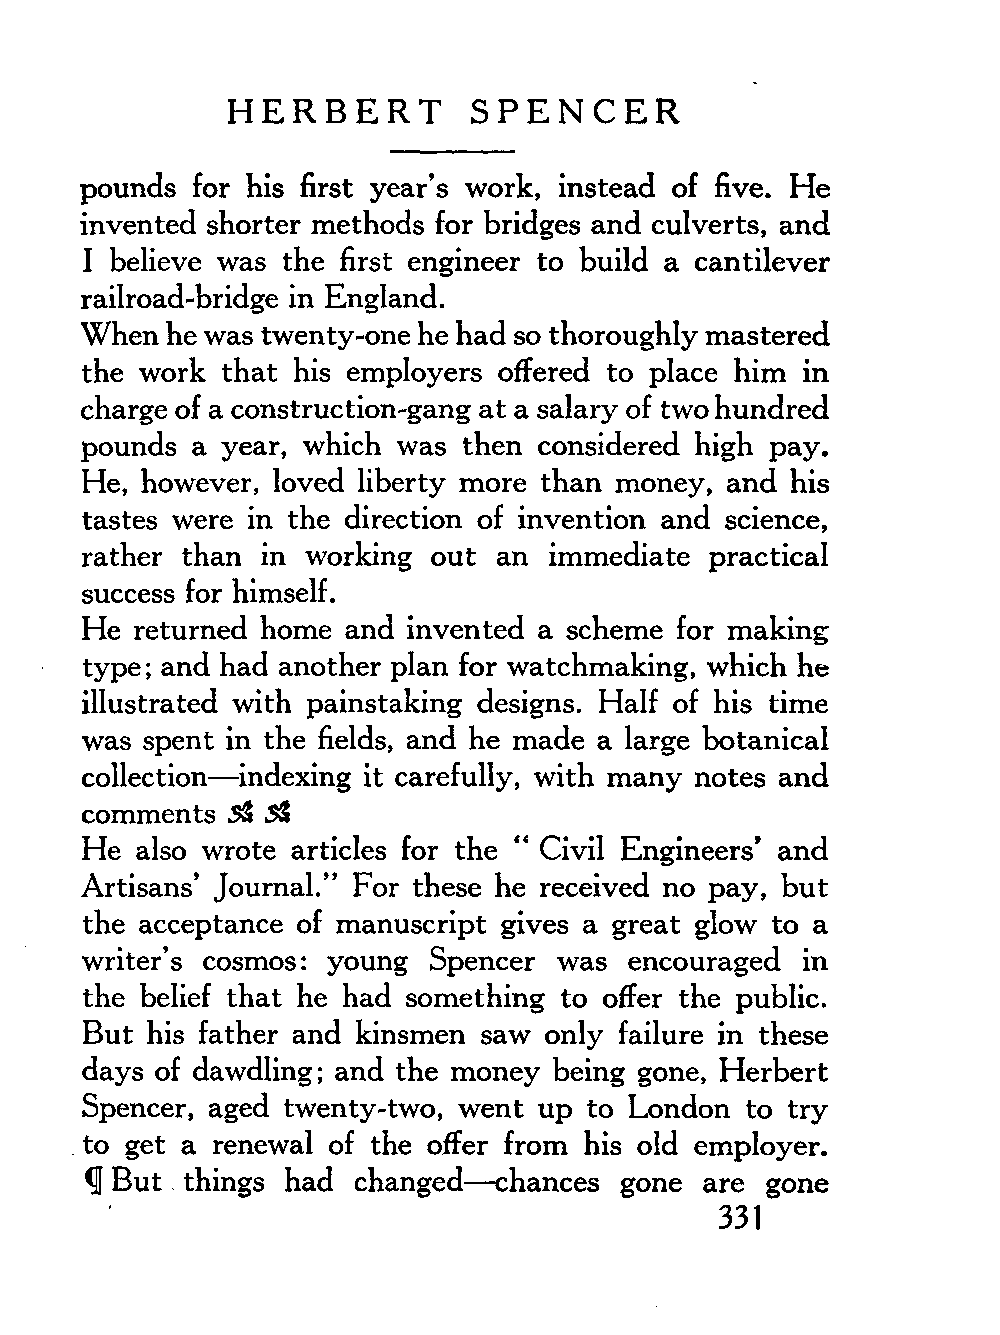 HERBERT SPENCER
pounds for his first year's work, instead of five. He
invented shorter methods for bridges and culverts, and
I believe was the first engineer to build a cantilever
railroad-bridge in England.
When he was twenty-one he had so thoroughly mastered
the work that his employers offered to place him in
charge of a construction-gang at a salary of two hundred
pounds a year, which was then considered high pay.
He, however, loved liberty more than money, and his
tastes were in the direction of invention and science,
rather than in working out an immediate practical
success for himself.
He returned home and invented a scheme for making
type; and had another plan for watchmaking, which he
illustrated with painstaking designs. Half of his time
was spent in the fields, and he made a large botanical
collection—indexing it carefully, with many notes and
comments
He also wrote articles for the “ Civil Engineers' and
Artisans' Journal.” For these he received no pay, but
the acceptance of manuscript gives a great glow to a
writer's cosmos: young Spencer was encouraged in
the belief that he had something to offer the public.
But his father and kinsmen saw only failure in these
days of dawdling; and the money being gone, Herbert
Spencer, aged twenty-two, went up to London to try
to get a renewal of the offer from his old employer.
¶ But things had changed—chances gone are gone
331